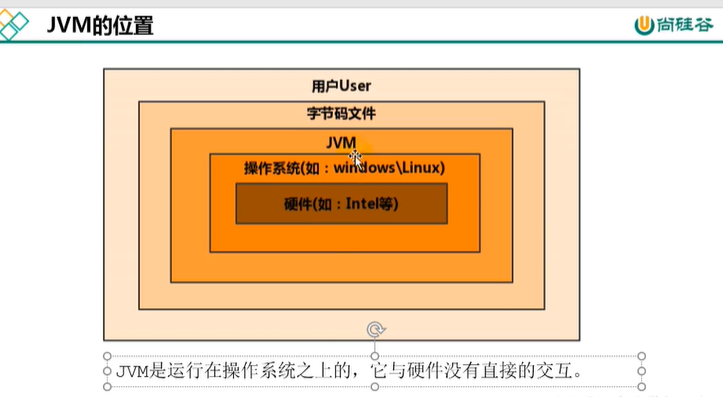 JVM的位置
尚硅谷
用户User
字节码文件
JVM
操作系统(如：windows\Linux)
硬件(如：Intel等)
JVM是运行在操作系统之上的，它与硬件没有直接的交互。